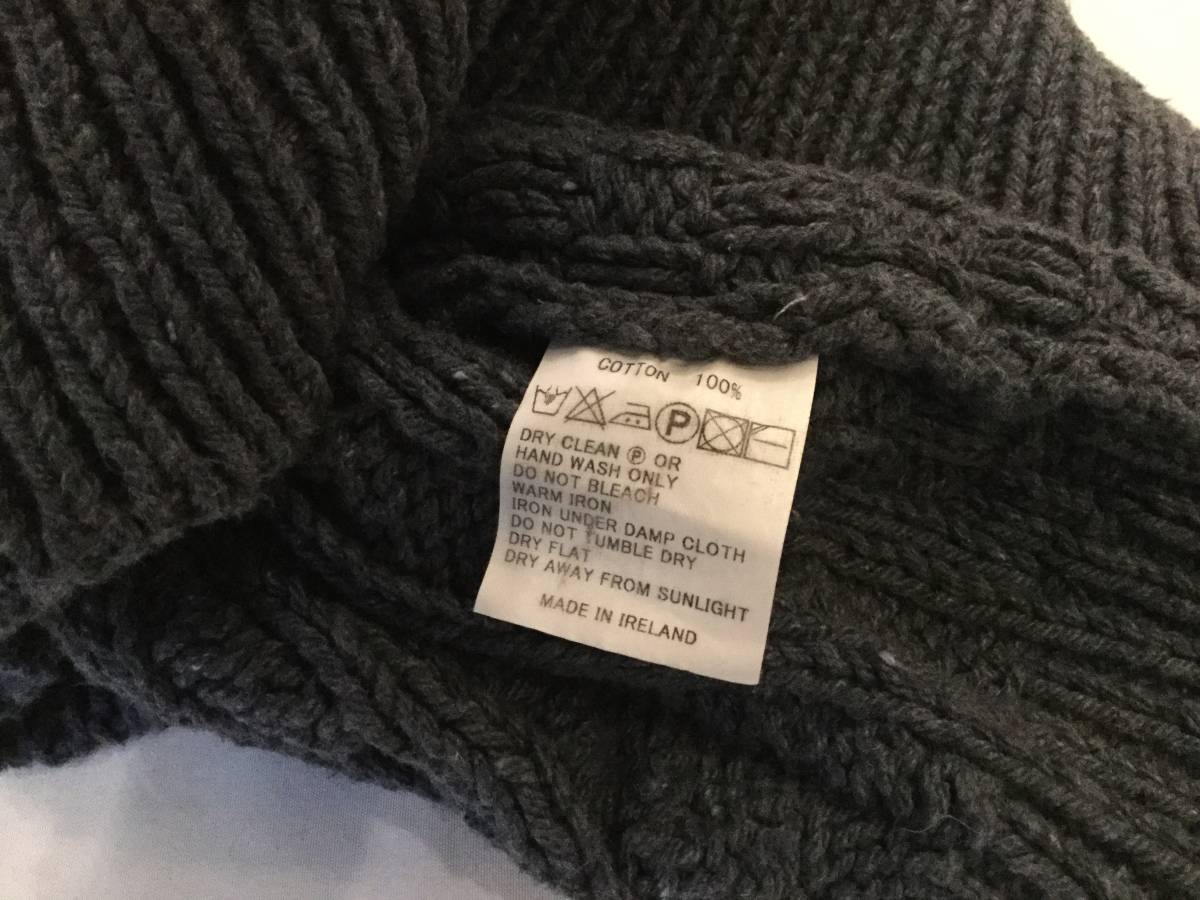 COTTON 100%
P
DRY CLEAN Ⓟ OR
HAND WASH ONLY
DO NOT BLEACH
WARM IRON
IRON UNDER DAMP CLOTH
DO NOT TUMBLE DRY
DRY FLAT
DRY AWAY FROM SUNLIGHT
MADE IN IRELAND